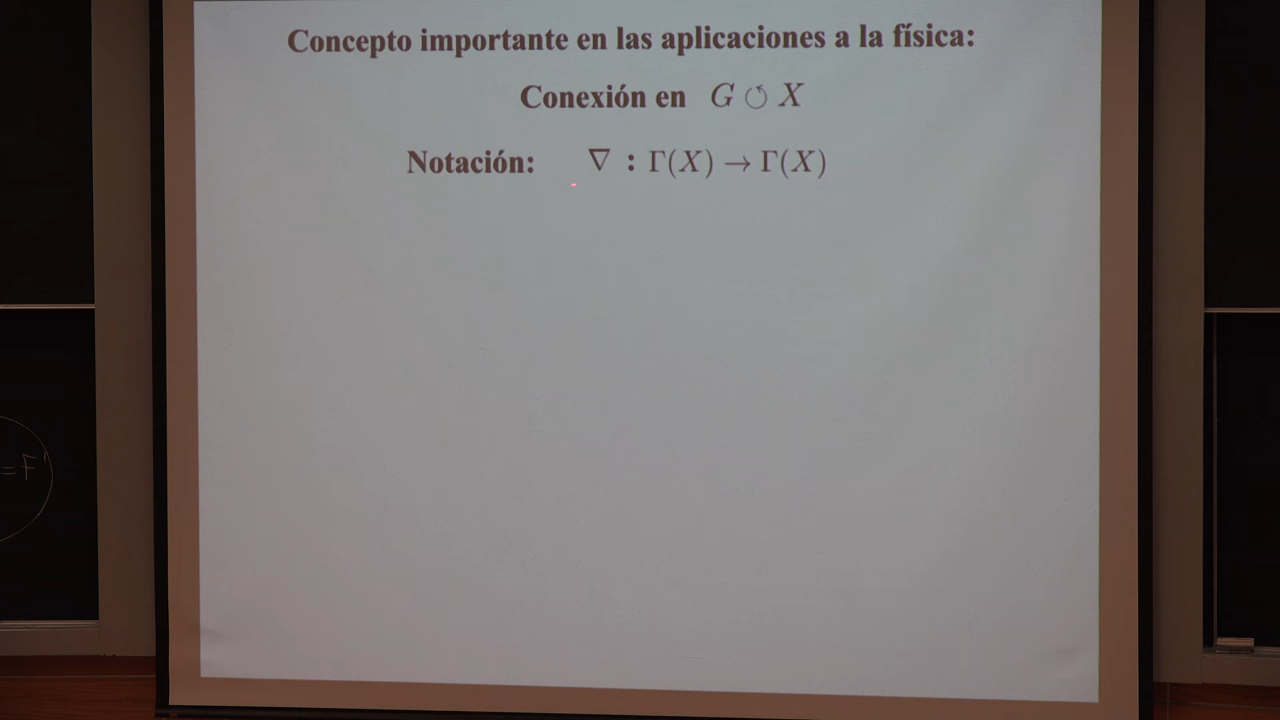 Concepto importante en las aplicaciones a la física:
Conexión en G ↺ X
Notación: ∇ : Γ(X) → Γ(X)
=F'